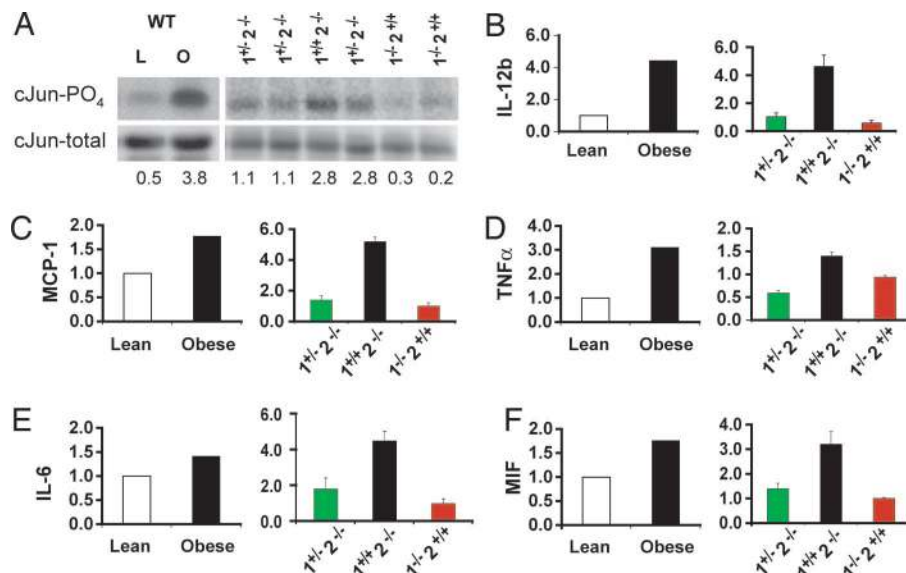 A
WT
L O
1+/- 2-/- 1+/- 2-/- 1+/+ 2-/- 1+/- 2-/- 1-/- 2+/+ 1-/- 2+/+
cJun-PO4
cJun-total
0.5 3.8 1.1 1.1 2.8 2.8 0.3 0.2
B
IL-12b
6.0
4.0
2.0
0.0
Lean Obese
6.0
4.0
2.0
0.0
1+/- 2-/- 1+/+ 2-/- 1-/- 2+/+
C
MCP-1
2.0
1.5
1.0
0.5
0.0
Lean Obese
6.0
4.0
2.0
0.0
1+/- 2-/- 1+/+ 2-/- 1-/- 2+/+
D
TNFα
4.0
3.0
2.0
1.0
0.0
Lean Obese
2.0
1.5
1.0
0.5
0.0
1+/- 2-/- 1+/+ 2-/- 1-/- 2+/+
E
IL-6
2.0
1.5
1.0
0.5
0.0
Lean Obese
6.0
4.0
2.0
0.0
1+/- 2-/- 1+/+ 2-/- 1-/- 2+/+
F
MIF
2.0
1.5
1.0
0.5
0.0
Lean Obese
4.0
3.0
2.0
1.0
0.0
1+/- 2-/- 1+/+ 2-/- 1-/- 2+/+